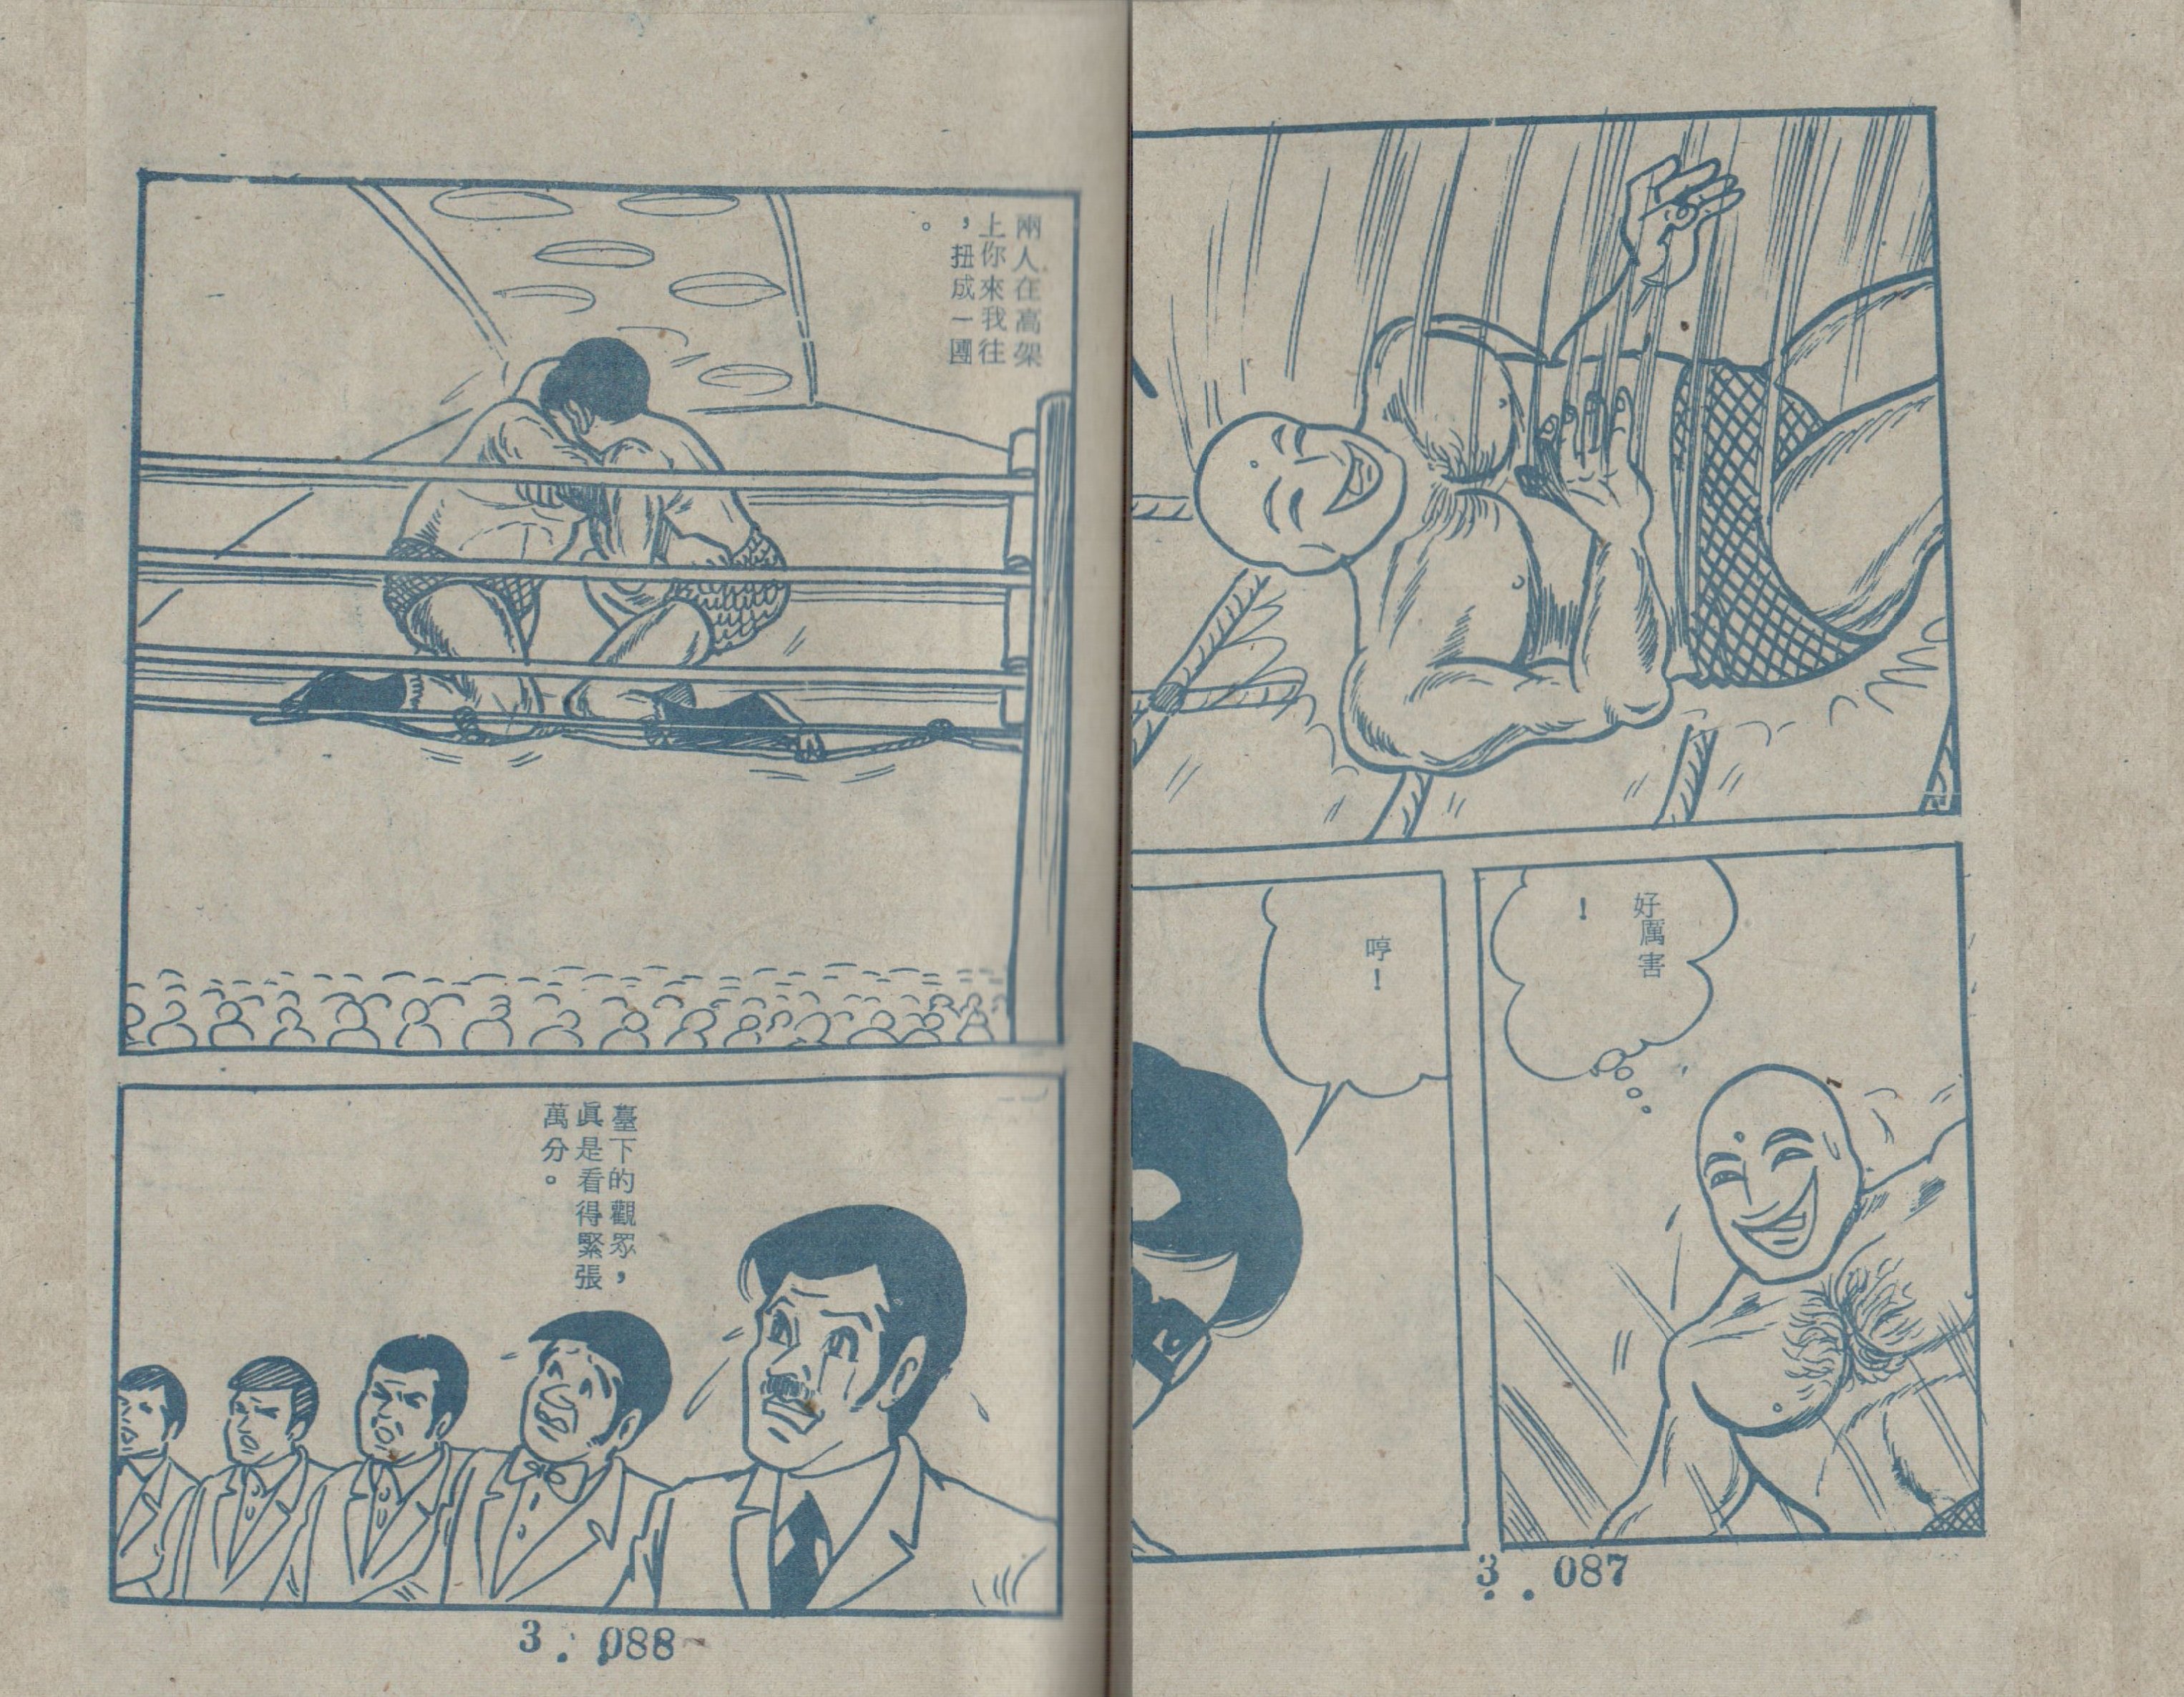 好厲害
！
哼！
3. .087
兩人在高架
上你來我往
，扭成一團
。
臺下的觀眾，
眞是看得緊張
萬分。
3. .088